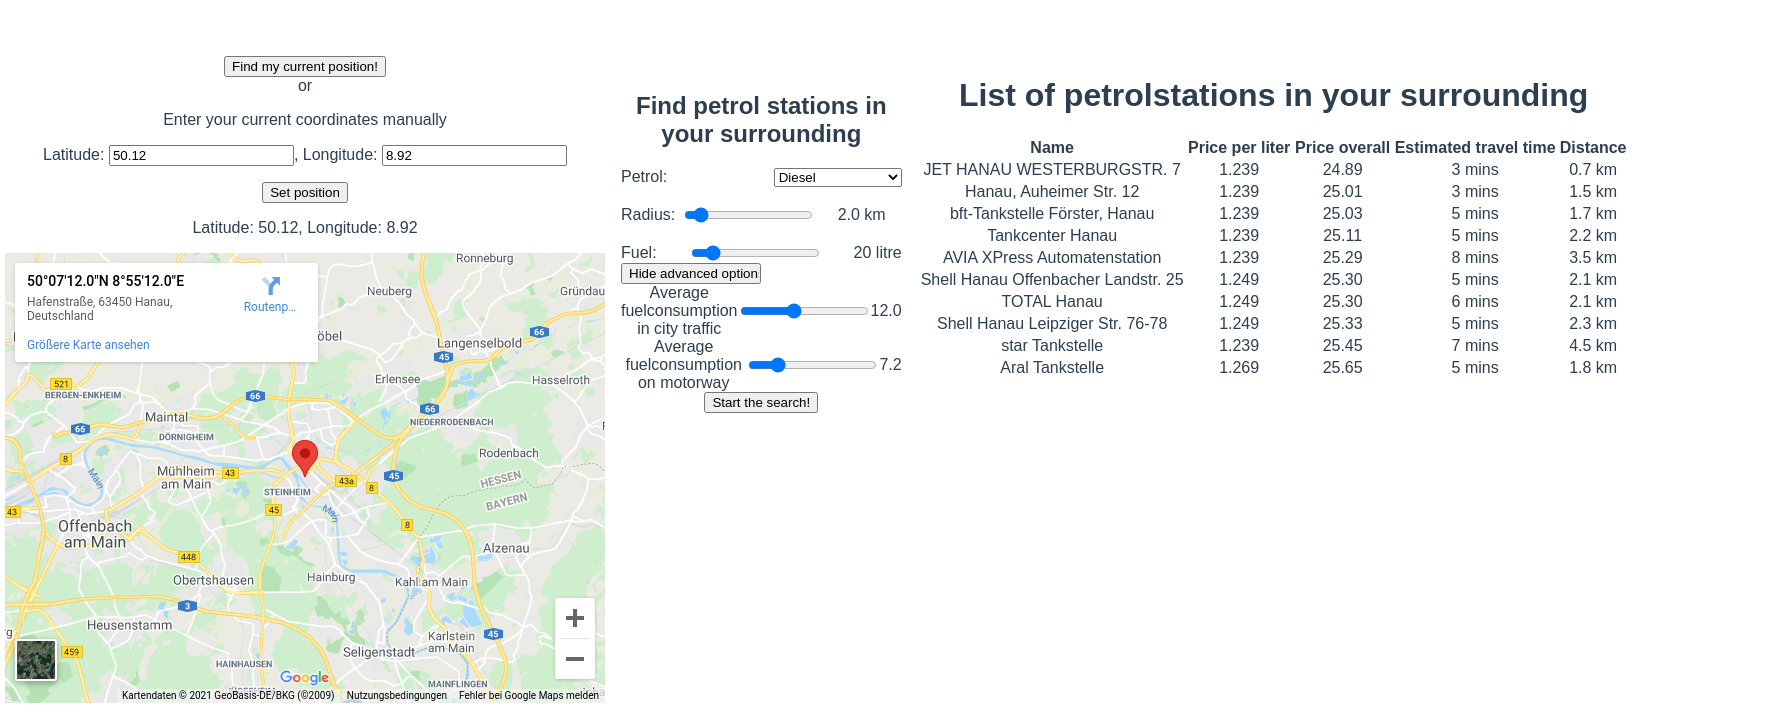 Find my current position!
or
Enter your current coordinates manually
Latitude: 50.12, Longitude: 8.92
Set position
Latitude: 50.12, Longitude: 8.92
50°07'12.0"N 8°55'12.0"E
Hafenstraße, 63450 Hanau,
Deutschland
Routenp...
Größere Karte ansehen
Ronneburg
Neuberg
Gründau
Langenselbold
45
66
521
BERGEN-ENKHEIM
Erlensee
Hasselroth
66
66
Maintal
DÖRNIGHEIM
NIEDERRODENBACH
66
8
Mühlheim
am Main
43
43a
45
Rodenbach
Main
STEINHEIM
8
HESSEN
BAYERN
43
45
Main
8
Offenbach
am Main
448
Alzenau
Obertshausen
Hainburg
Kahl am Main
3
Heusenstamm
Karlstein
am Main
45
459
Seligenstadt
HAINHAUSEN
Google
MAINFLINGEN
Kartendaten © 2021 GeoBasis-DE/BKG (©2009)
Nutzungsbedingungen
Fehler bei Google Maps melden
Find petrol stations in
your surrounding
Petrol: Diesel
Radius: 2.0 km
Fuel: 20 litre
Hide advanced option
Average
fuelconsumption
in city traffic
12.0
Average
fuelconsumption
on motorway
7.2
Start the search!
List of petrolstations in your surrounding
Name Price per liter Price overall Estimated travel time Distance
JET HANAU WESTERBURGSTR. 7 1.239 24.89 3 mins 0.7 km
Hanau, Auheimer Str. 12 1.239 25.01 3 mins 1.5 km
bft-Tankstelle Förster, Hanau 1.239 25.03 5 mins 1.7 km
Tankcenter Hanau 1.239 25.11 5 mins 2.2 km
AVIA XPress Automatenstation 1.239 25.29 8 mins 3.5 km
Shell Hanau Offenbacher Landstr. 25 1.249 25.30 5 mins 2.1 km
TOTAL Hanau 1.249 25.30 6 mins 2.1 km
Shell Hanau Leipziger Str. 76-78 1.249 25.33 5 mins 2.3 km
star Tankstelle 1.239 25.45 7 mins 4.5 km
Aral Tankstelle 1.269 25.65 5 mins 1.8 km